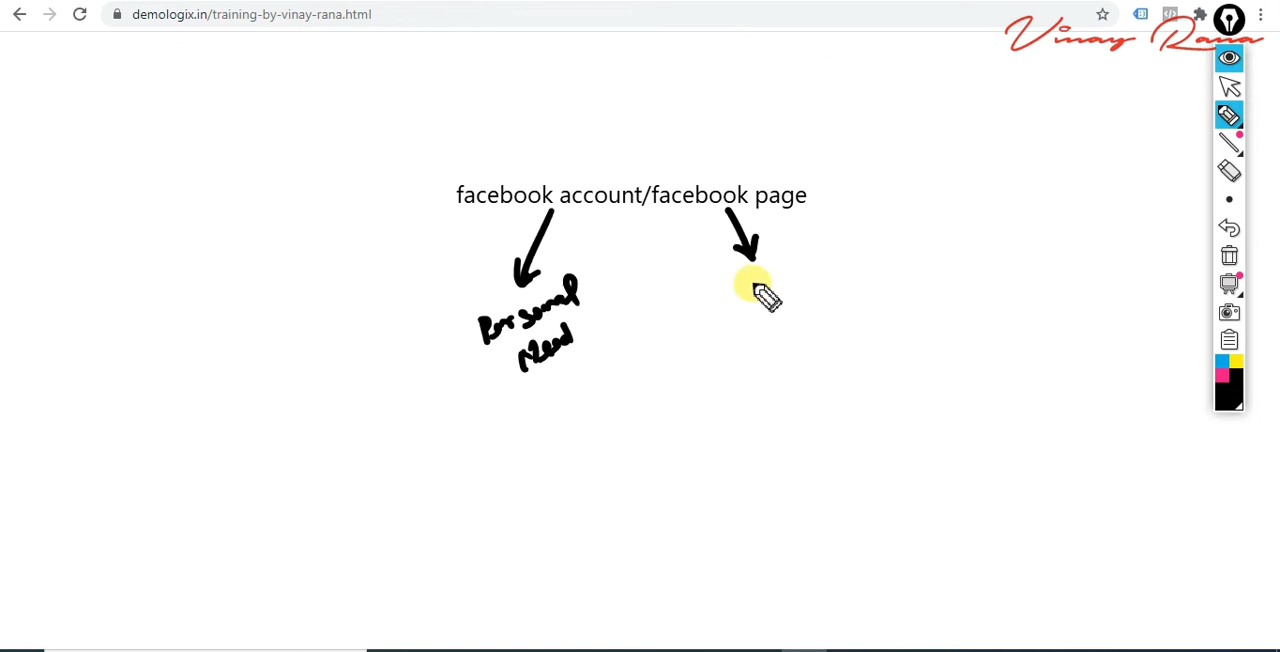 demologix.in/training-by-vinay-rana.html
Vinay Rana
facebook account/facebook page
Personal
Need